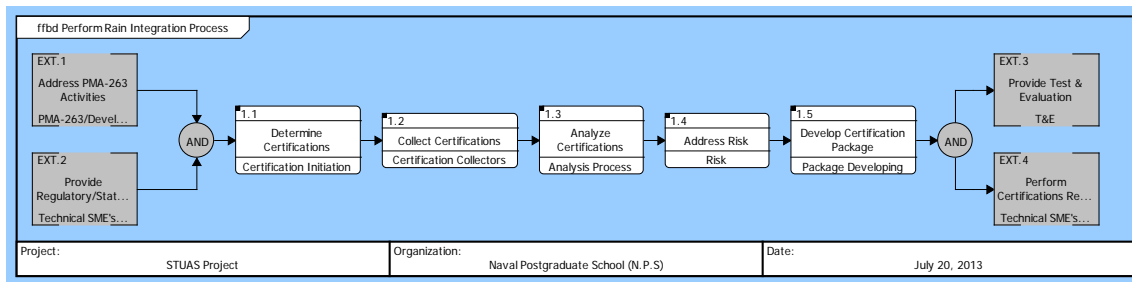 ffbd Perform Rain Integration Process
EXT.1
Address PMA-263
Activities
PMA-263/Devel...
EXT.2
Provide
Regulatory/Stat...
Technical SME's...
AND
1.1
Determine
Certifications
Certification Initiation
1.2
Collect Certifications
Certification Collectors
1.3
Analyze
Certifications
Analysis Process
1.4
Address Risk
Risk
1.5
Develop Certification
Package
Package Developing
AND
EXT.3
Provide Test &
Evaluation
T&E
EXT.4
Perform
Certifications Re...
Technical SME's...
Project:
STUAS Project
Organization:
Naval Postgraduate School (N.P.S)
Date:
July 20, 2013